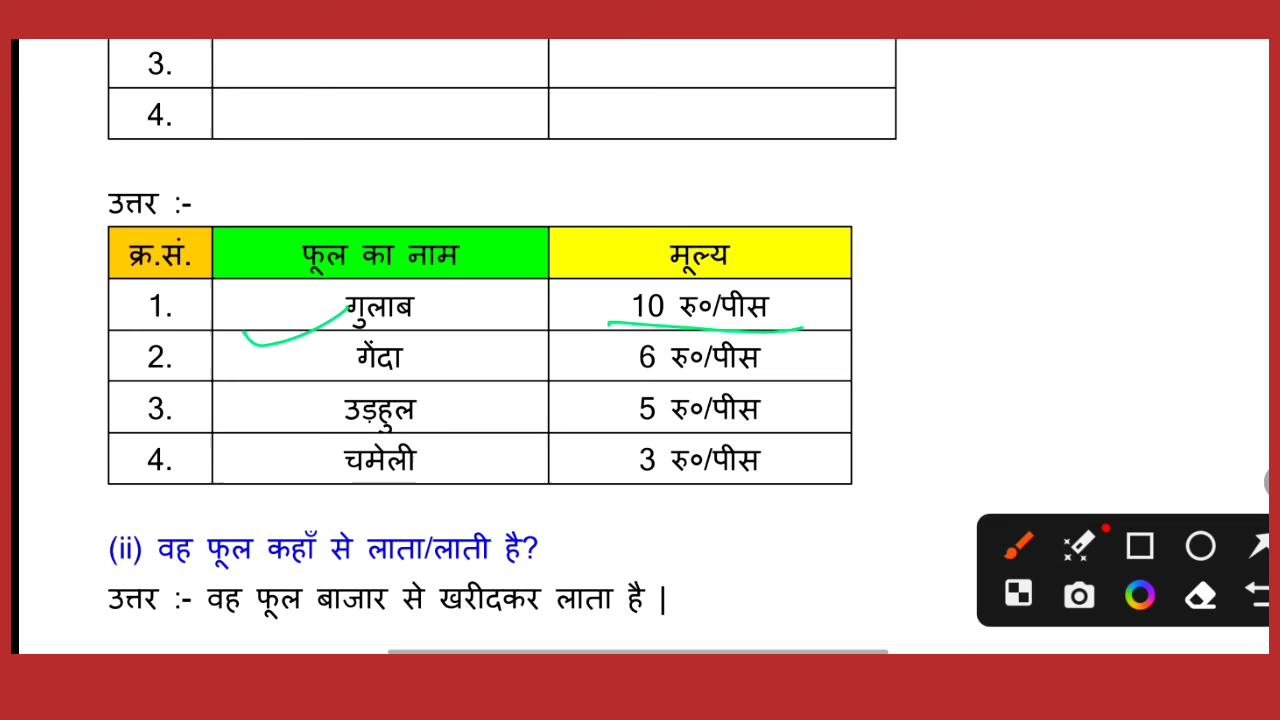 3.
4.
उत्तर :-
क्र.सं. फूल का नाम मूल्य
1. गुलाब 10 रु०/पीस
2. गेंदा 6 रु०/पीस
3. उड़हुल 5 रु०/पीस
4. चमेली 3 रु०/पीस
(ii) वह फूल कहाँ से लाता/लाती है?
उत्तर :- वह फूल बाजार से खरीदकर लाता है |